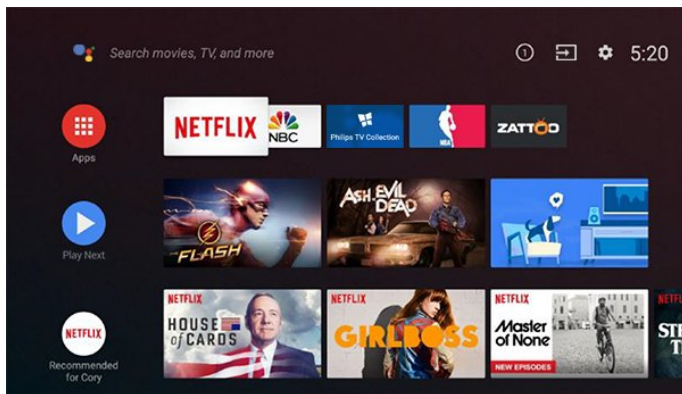 Search movies, TV, and more
1
5:20
Apps
NETFLIX
NBC
Philips TV Collection
NBA
ZATTOO
Play Next
THE FLASH
ASH vs EVIL DEAD
NETFLIX
Recommended
for Cory
NETFLIX
HOUSE
of CARDS
NETFLIX
GIRLBOSS
NETFLIX
Master
of None
NEW EPISODES